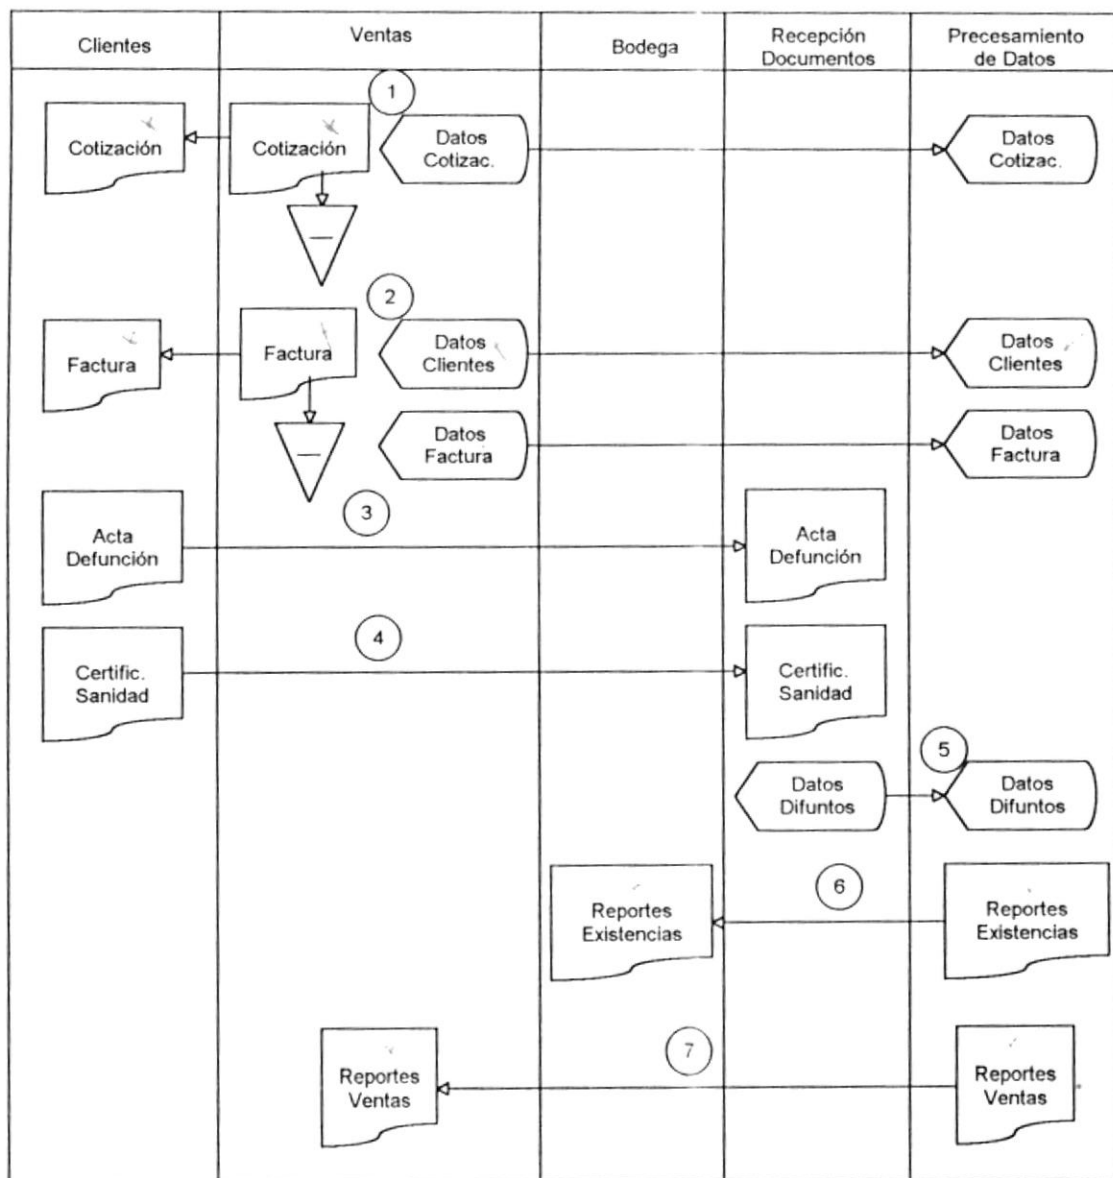 Clientes
Ventas
Bodega
Recepción
Documentos
Precesamiento
de Datos
1
Cotización
Cotización
Datos
Cotizac.
Datos
Cotizac.
2
Factura
Factura
Datos
Clientes
Datos
Clientes
Datos
Factura
Datos
Factura
3
Acta
Defunción
Acta
Defunción
4
Certific.
Sanidad
Certific.
Sanidad
5
Datos
Difuntos
Datos
Difuntos
6
Reportes
Existencias
Reportes
Existencias
7
Reportes
Ventas
Reportes
Ventas